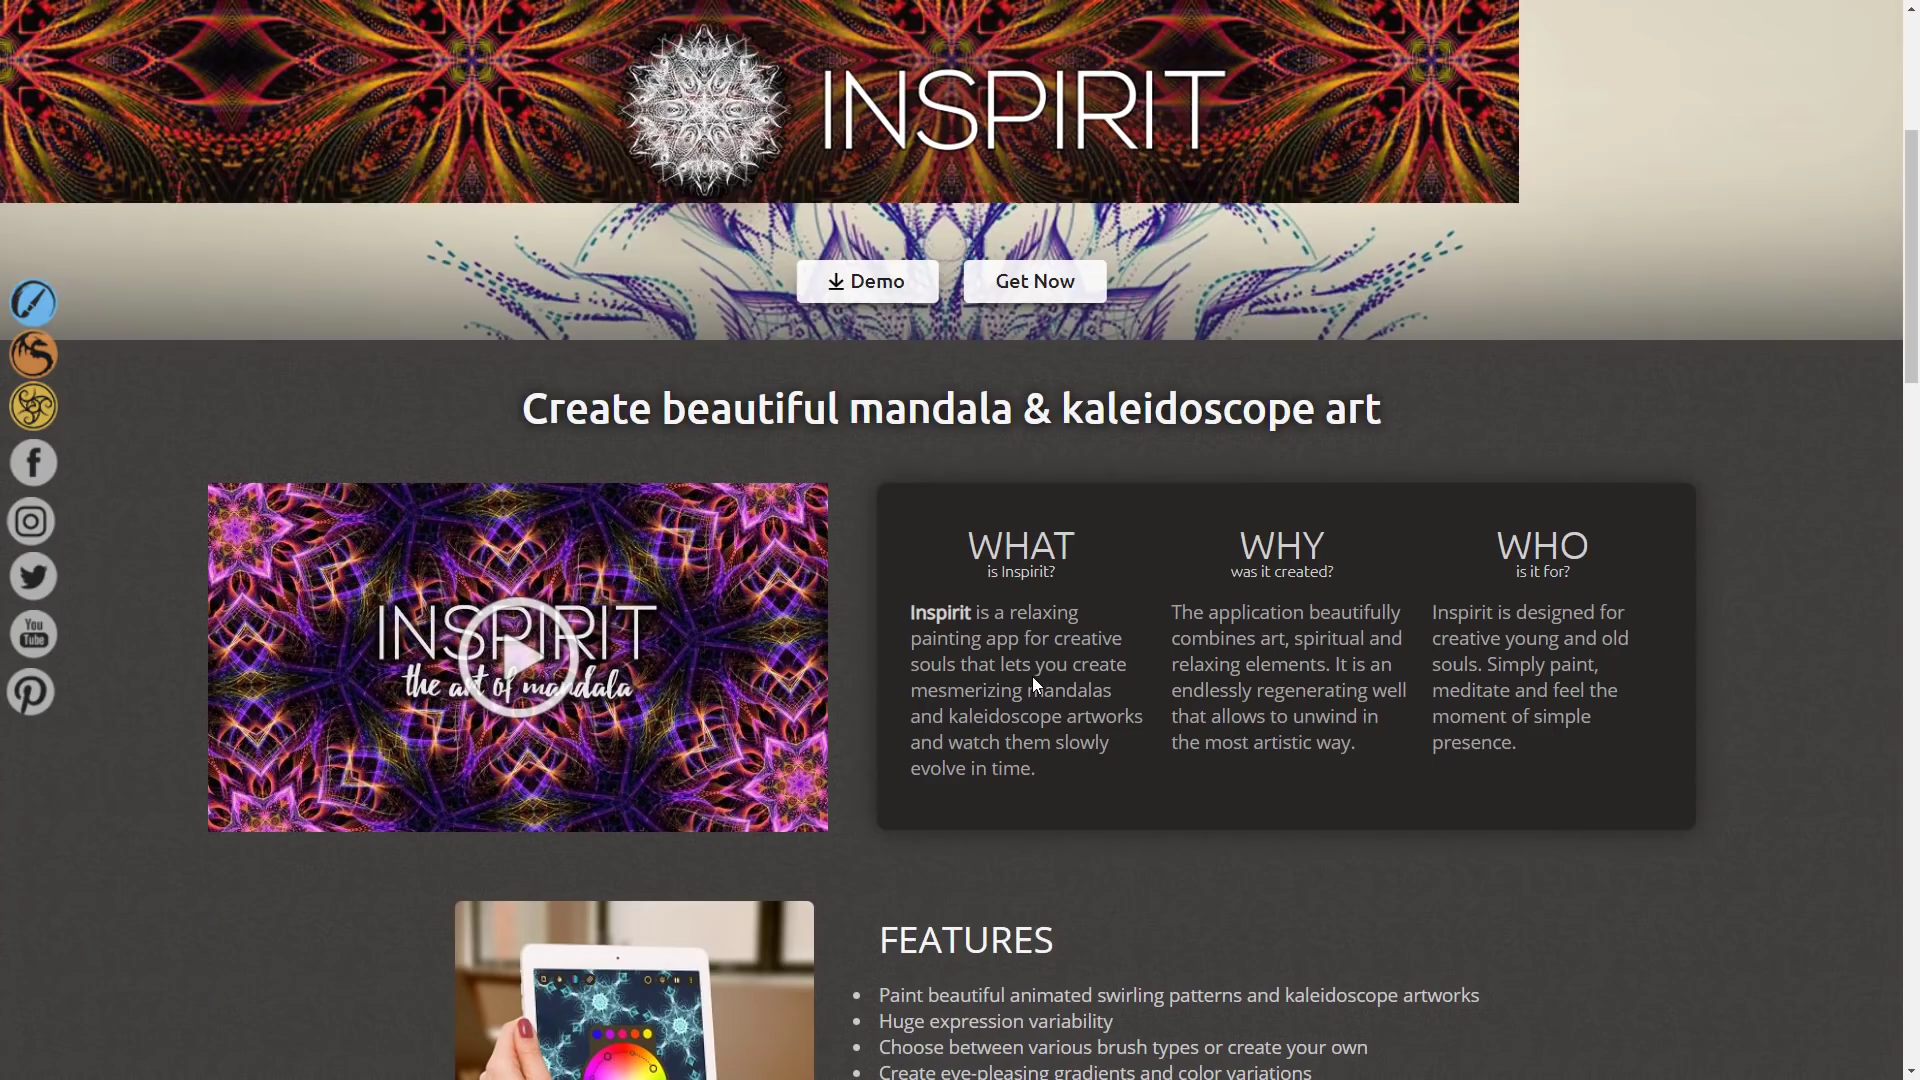 INSPIRIT
Demo
Get Now
Create beautiful mandala & kaleidoscope art
You
Tube
INSPIRIT
the art of mandala
WHAT
is Inspirit?
Inspirit is a relaxing
painting app for creative
souls that lets you create
mesmerizing mandalas
and kaleidoscope artworks
and watch them slowly
evolve in time.
WHY
was it created?
The application beautifully
combines art, spiritual and
relaxing elements. It is an
endlessly regenerating well
that allows to unwind in
the most artistic way.
WHO
is it for?
Inspirit is designed for
creative young and old
souls. Simply paint,
meditate and feel the
moment of simple
presence.
FEATURES
• Paint beautiful animated swirling patterns and kaleidoscope artworks
• Huge expression variability
• Choose between various brush types or create your own
• Create eye-pleasing gradients and color variations